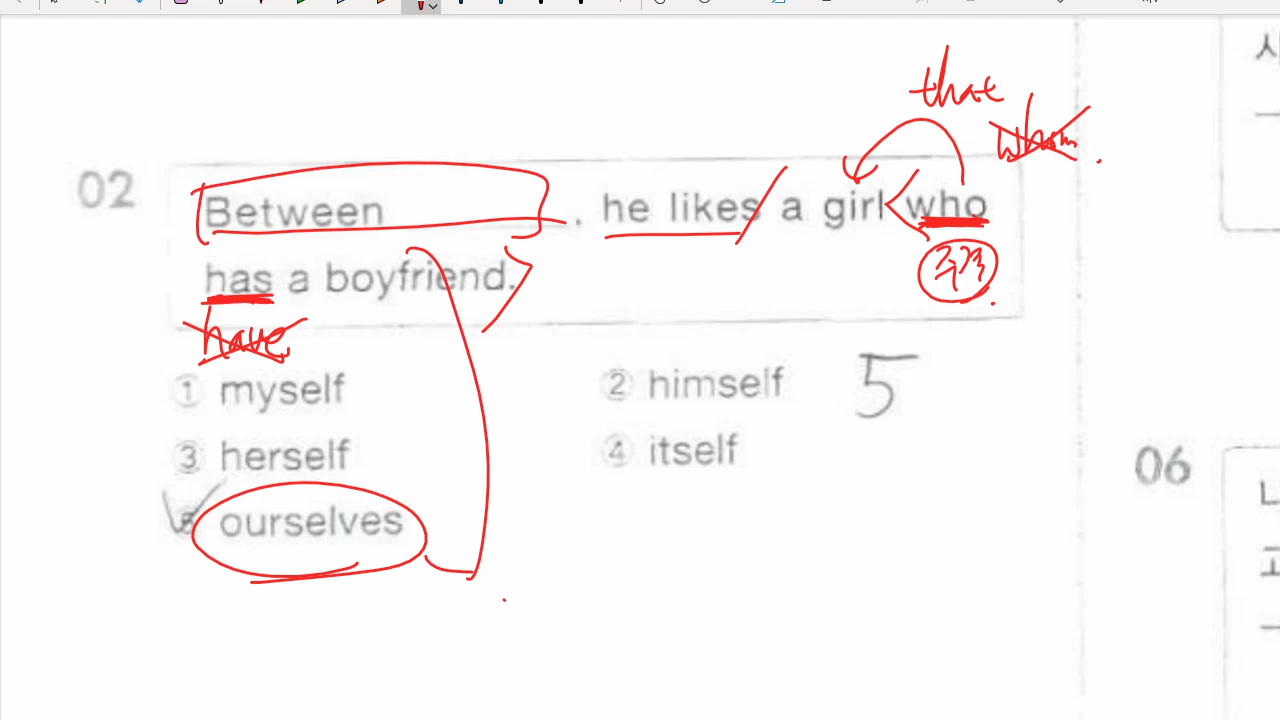 that
whom.
02 Between , he likes a girl who
주격
has a boyfriend.
have
① myself ② himself 5
③ herself ④ itself
⑤ ourselves
06